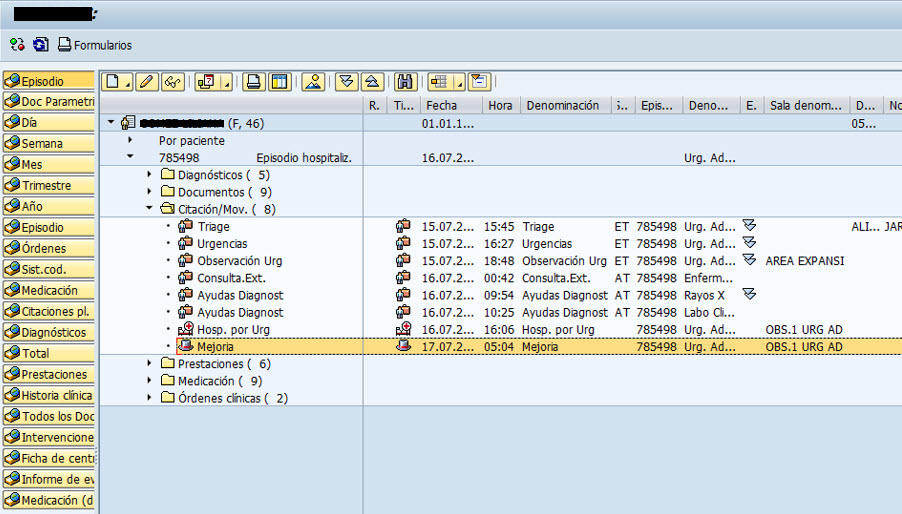 Formularios
Episodio
Doc Parametri
Día
Semana
Mes
Trimestre
Año
Episodio
Órdenes
Sist.cod.
Medicación
Citaciones pl.
Diagnósticos
Total
Prestaciones
Historia clínica
Todos los Doc
Intervencione
Ficha de centr
Informe de ev
Medicación (d
R. Ti... Fecha Hora Denominación S.. Epis... Deno... E. Sala denom... D... No
(F, 46) 01.01.1... 05...
Por paciente
785498 Episodio hospitaliz. 16.07.2... Urg. Ad...
Diagnósticos ( 5)
Documentos ( 9)
Citación/Mov. ( 8)
Triage 15.07.2... 15:45 Triage ET 785498 Urg. Ad... ALI... JAR
Urgencias 15.07.2... 16:27 Urgencias ET 785498 Urg. Ad...
Observación Urg 15.07.2... 18:48 Observación Urg ET 785498 Urg. Ad... AREA EXPANSI
Consulta.Ext. 16.07.2... 00:42 Consulta.Ext. AT 785498 Enferm...
Ayudas Diagnost 16.07.2... 09:54 Ayudas Diagnost AT 785498 Rayos X
Ayudas Diagnost 16.07.2... 10:25 Ayudas Diagnost AT 785498 Labo Cli...
Hosp. por Urg 16.07.2... 16:06 Hosp. por Urg 785498 Urg. Ad... OBS.1 URG AD
Mejoria 17.07.2... 05:04 Mejoria 785498 Urg. Ad... OBS.1 URG AD
Prestaciones ( 6)
Medicación ( 9)
Órdenes clínicas ( 2)